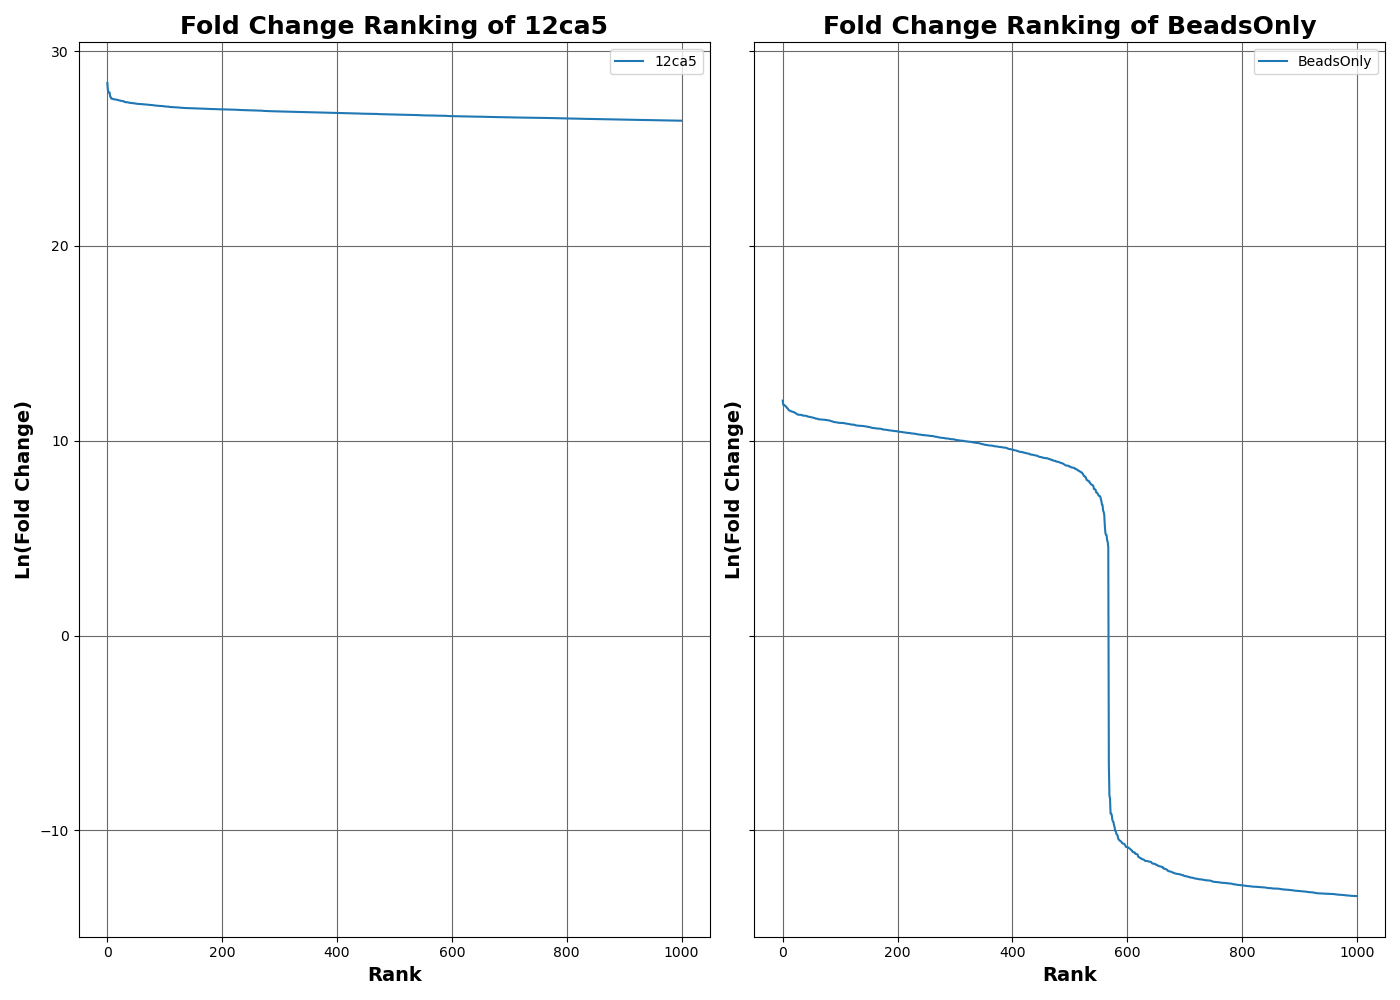 Fold Change Ranking of 12ca5
12ca5
30
20
10
0
−10
Ln(Fold Change)
0 200 400 600 800 1000
Rank
Fold Change Ranking of BeadsOnly
BeadsOnly
Ln(Fold Change)
0 200 400 600 800 1000
Rank